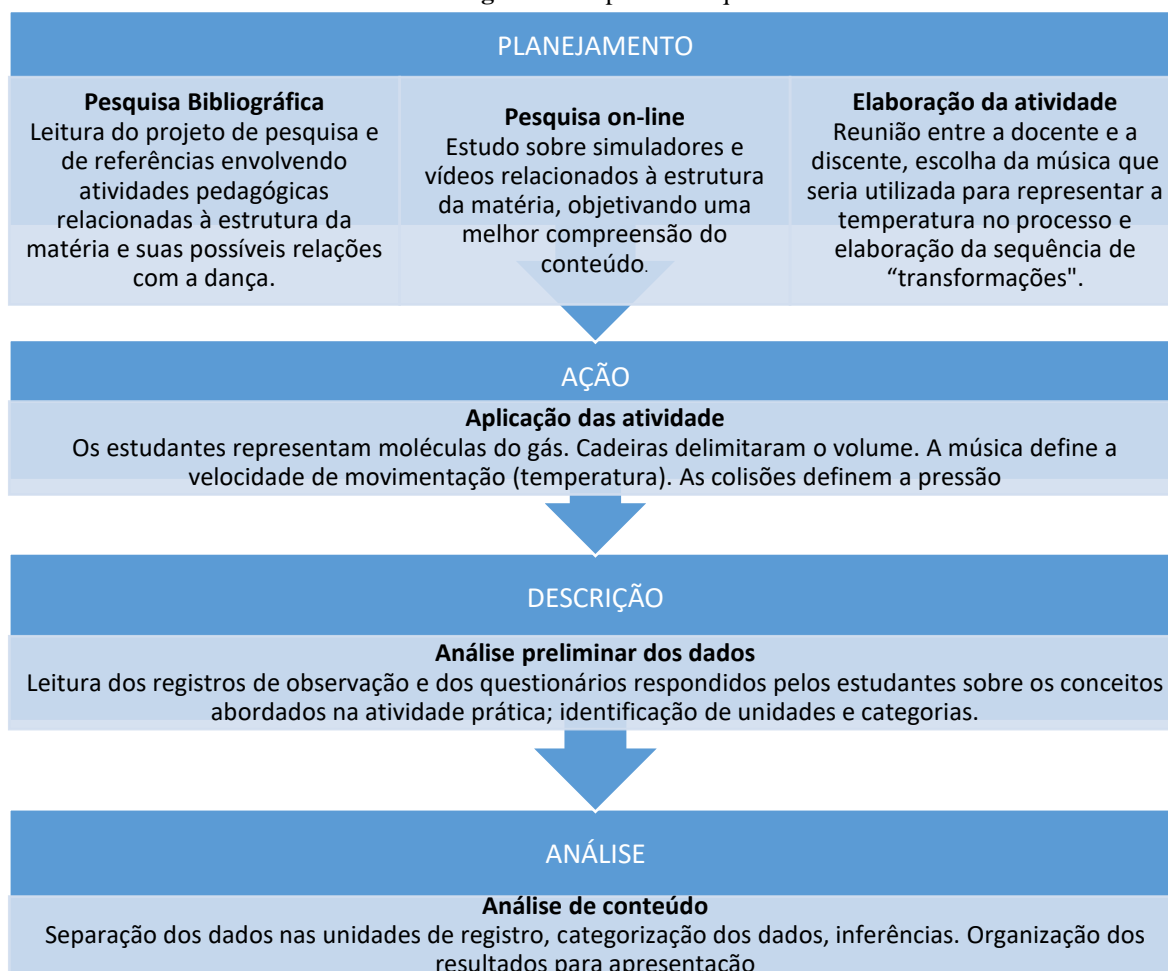 PLANEJAMENTO
Pesquisa Bibliográfica
Leitura do projeto de pesquisa e
de referências envolvendo
atividades pedagógicas
relacionadas à estrutura da
matéria e suas possíveis relações
com a dança.
Pesquisa on-line
Estudo sobre simuladores e
vídeos relacionados à estrutura
da matéria, objetivando uma
melhor compreensão do
conteúdo.
Elaboração da atividade
Reunião entre a docente e a
discente, escolha da música que
seria utilizada para representar a
temperatura no processo e
elaboração da sequência de
“transformações".
AÇÃO
Aplicação das atividade
Os estudantes representam moléculas do gás. Cadeiras delimitaram o volume. A música define a
velocidade de movimentação (temperatura). As colisões definem a pressão
DESCRIÇÃO
Análise preliminar dos dados
Leitura dos registros de observação e dos questionários respondidos pelos estudantes sobre os conceitos
abordados na atividade prática; identificação de unidades e categorias.
ANÁLISE
Análise de conteúdo
Separação dos dados nas unidades de registro, categorização dos dados, inferências. Organização dos
resultados para apresentação